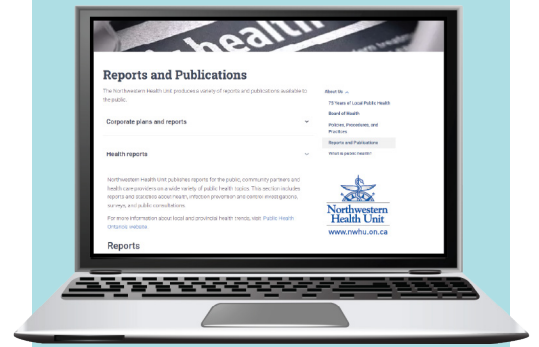 health
Reports and Publications
The Northwestern Health Unit produces a variety of reports and publications available to
the public.
Corporate plans and reports
Health reports
Northwestern Health Unit publishes reports for the public, community partners and
health care providers on a wide variety of public health topics. This section includes
reports and statistics about health, infection prevention and control investigations,
surveys, and public consultations.
For more information about local and provincial health trends, visit Public Health
Ontario's website.
Reports
About Us
75 Years of Local Public Health
Board of Health
Policies, Procedures, and
Practices
Reports and Publications
What is public health?
Northwestern
Health Unit
www.nwhu.on.ca